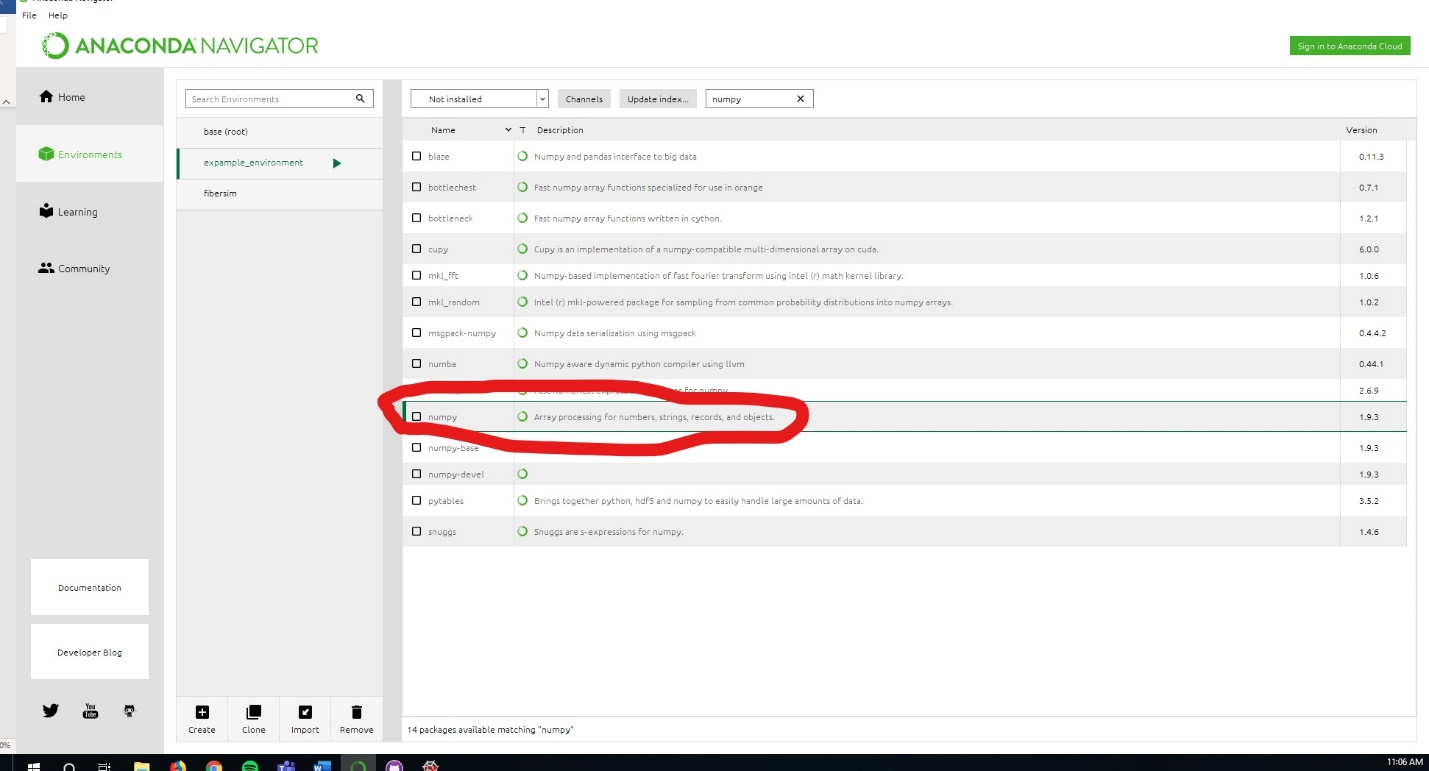 File Help
ANACONDA NAVIGATOR
Sign in to Anaconda Cloud
Home
Environments
Learning
Community
Documentation
Developer Blog
You
Tube
Search Environments
base (root)
expample_environment
fibersim
Create Clone Import Remove
Not installed Channels Update index... numpy X
Name T Description Version
blaze Numpy and pandas interface to big data 0.11.3
bottlechest Fast numpy array functions specialized for use in orange 0.7.1
bottleneck Fast numpy array functions written in cython. 1.2.1
cupy Cupy is an implementation of a numpy-compatible multi-dimensional array on cuda. 6.0.0
mkl_fft Numpy-based implementation of fast fourier transform using intel (r) math kernel library. 1.0.6
mkl_random Intel (r) mkl-powered package for sampling from common probability distributions into numpy arrays. 1.0.2
msgpack-numpy Numpy data serialization using msgpack 0.4.4.2
numba Numpy aware dynamic python compiler using llvm 0.44.1
for numpy 2.6.9
numpy Array processing for numbers, strings, records, and objects. 1.9.3
numpy-base 1.9.3
numpy-devel 1.9.3
pytables Brings together python, hdf5 and numpy to easily handle large amounts of data. 3.5.2
snuggs Snuggs are s-expressions for numpy. 1.4.6
14 packages available matching "numpy"
0%
11:06 AM